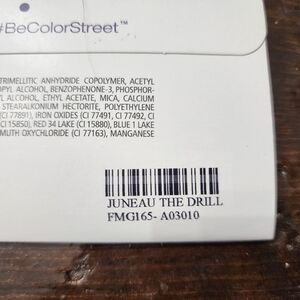 #BeColorStreet™
TRIMELLITIC ANHYDRIDE COPOLYMER, ACETYL
OPYL ALCOHOL, BENZOPHENONE-3, PHOSPHOR-
YL ALCOHOL, ETHYL ACETATE, MICA, CALCIUM
STEARALKONIUM HECTORITE, POLYETHYLENE
(CI 77891), IRON OXIDES (CI 77491, CI 77492, CI
CI 15850), RED 34 LAKE (CI 15880), BLUE 1 LAKE
MUTH OXYCHLORIDE (CI 77163), MANGANESE
JUNEAU THE DRILL
FMG165- A03010